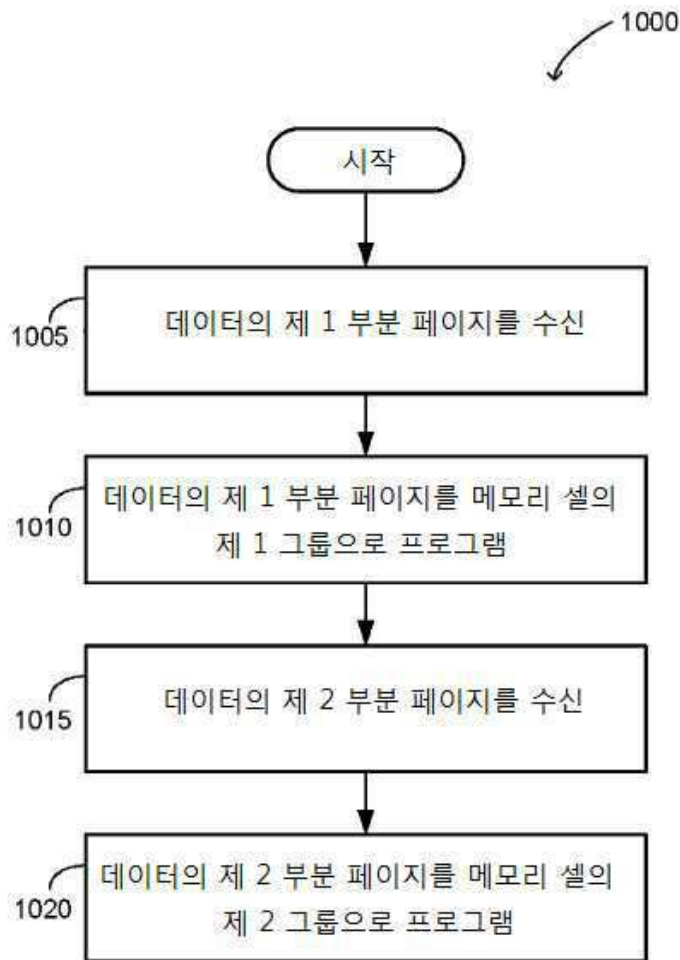 1000
시작
데이터의 제 1 부분 페이지를 수신
1005
데이터의 제 1 부분 페이지를 메모리 셀의
제 1 그룹으로 프로그램
1010
데이터의 제 2 부분 페이지를 수신
1015
데이터의 제 2 부분 페이지를 메모리 셀의
제 2 그룹으로 프로그램
1020